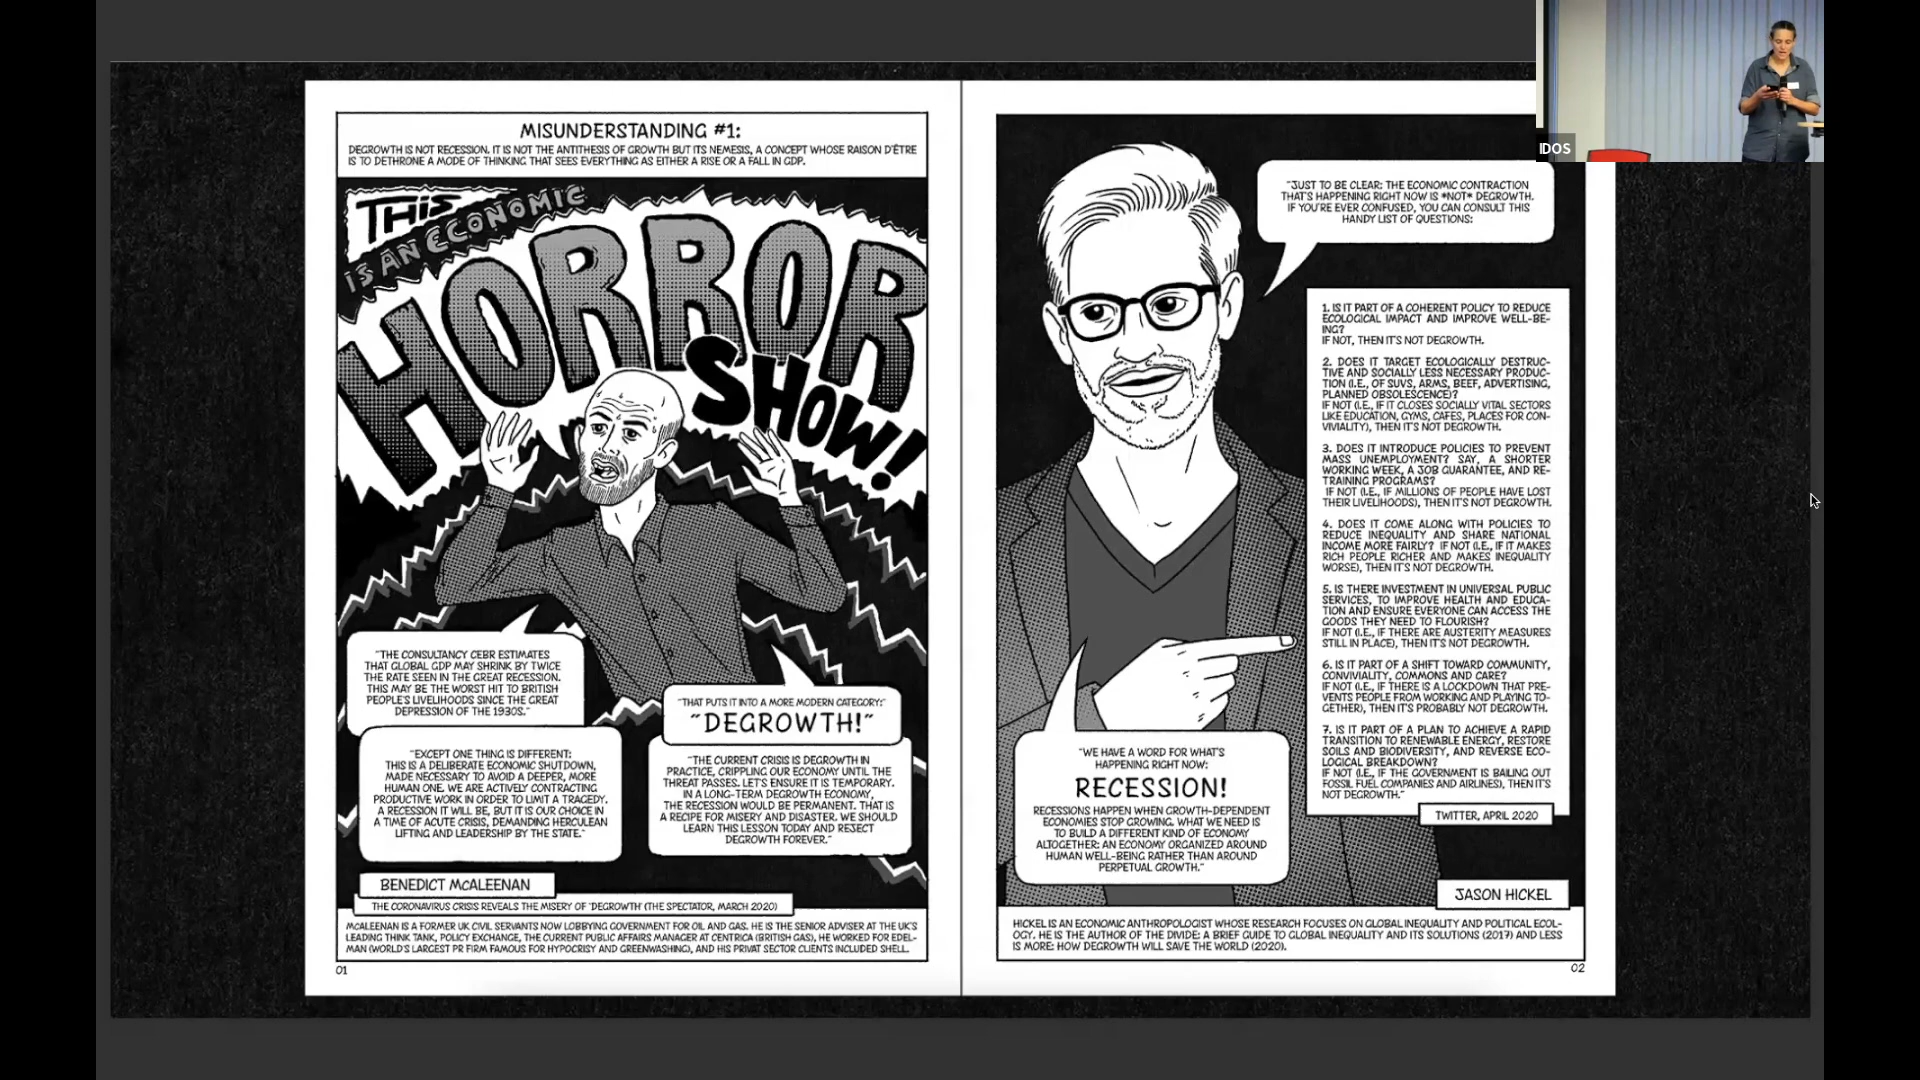 MISUNDERSTANDING #1:
DEGROWTH IS NOT RECESSION. IT IS NOT THE ANTITHESIS OF GROWTH BUT ITS NEMESIS, A CONCEPT WHOSE RAISON D'ÊTRE
IS TO DETHRONE A MODE OF THINKING THAT SEES EVERYTHING AS EITHER A RISE OR A FALL IN GDP.
THIS
IS AN ECONOMIC
HORROR
SHOW!
"THE CONSULTANCY CEBR ESTIMATES
THAT GLOBAL GDP MAY SHRINK BY TWICE
THE RATE SEEN IN THE GREAT RECESSION.
THIS MAY BE THE WORST HIT TO BRITISH
PEOPLE'S LIVELIHOODS SINCE THE GREAT
DEPRESSION OF THE 1930S."
"EXCEPT ONE THING IS DIFFERENT:
THIS IS A DELIBERATE ECONOMIC SHUTDOWN,
MADE NECESSARY TO AVOID A DEEPER, MORE
HUMAN ONE. WE ARE ACTIVELY CONTRACTING
PRODUCTIVE WORK IN ORDER TO LIMIT A TRAGEDY.
A RECESSION IT WILL BE, BUT IT IS OUR CHOICE IN
A TIME OF ACUTE CRISIS, DEMANDING HERCULEAN
LIFTING AND LEADERSHIP BY THE STATE."
"THAT PUTS IT INTO A MORE MODERN CATEGORY:"
"DEGROWTH!"
"THE CURRENT CRISIS IS DEGROWTH IN
PRACTICE, CRIPPLING OUR ECONOMY UNTIL THE
THREAT PASSES. LET'S ENSURE IT IS TEMPORARY.
IN A LONG-TERM DEGROWTH ECONOMY,
THE RECESSION WOULD BE PERMANENT. THAT IS
A RECIPE FOR MISERY AND DISASTER. WE SHOULD
LEARN THIS LESSON TODAY AND REJECT
DEGROWTH FOREVER."
BENEDICT MCALEENAN
THE CORONAVIRUS CRISIS REVEALS THE MISERY OF 'DEGROWTH' (THE SPECTATOR, MARCH 2020)
MCALEENAN IS A FORMER UK CIVIL SERVANTS NOW LOBBYING GOVERNMENT FOR OIL AND GAS. HE IS THE SENIOR ADVISER AT THE UK'S
LEADING THINK TANK, POLICY EXCHANGE, THE CURRENT PUBLIC AFFAIRS MANAGER AT CENTRICA (BRITISH GAS), HE WORKED FOR EDEL-
MAN (WORLD'S LARGEST PR FIRM FAMOUS FOR HYPOCRISY AND GREENWASHING), AND HIS PRIVATE SECTOR CLIENTS INCLUDED SHELL.
01
"JUST TO BE CLEAR: THE ECONOMIC CONTRACTION
THAT'S HAPPENING RIGHT NOW IS *NOT* DEGROWTH.
IF YOU'RE EVER CONFUSED, YOU CAN CONSULT THIS
HANDY LIST OF QUESTIONS:
1. IS IT PART OF A COHERENT POLICY TO REDUCE
ECOLOGICAL IMPACT AND IMPROVE WELL-BE-
ING?
IF NOT, THEN IT'S NOT DEGROWTH.
2. DOES IT TARGET ECOLOGICALLY DESTRUC-
TIVE AND SOCIALLY LESS NECESSARY PRODUC-
TION (I.E., OF SUVS, ARMS, BEEF, ADVERTISING,
PLANNED OBSOLESCENCE)?
IF NOT (I.E., IF IT CLOSES SOCIALLY VITAL SECTORS
LIKE EDUCATION, GYMS, CAFES, PLACES FOR CON-
VIVIALITY), THEN IT'S NOT DEGROWTH.
3. DOES IT INTRODUCE POLICIES TO PREVENT
MASS UNEMPLOYMENT? SAY, A SHORTER
WORKING WEEK, A JOB GUARANTEE, AND RE-
TRAINING PROGRAMS?
IF NOT (I.E., IF MILLIONS OF PEOPLE HAVE LOST
THEIR LIVELIHOODS), THEN IT'S NOT DEGROWTH.
4. DOES IT COME ALONG WITH POLICIES TO
REDUCE INEQUALITY AND SHARE NATIONAL
INCOME MORE FAIRLY? IF NOT (I.E., IF IT MAKES
RICH PEOPLE RICHER AND MAKES INEQUALITY
WORSE), THEN IT'S NOT DEGROWTH.
5. IS THERE INVESTMENT IN UNIVERSAL PUBLIC
SERVICES, TO IMPROVE HEALTH AND EDUCA-
TION AND ENSURE EVERYONE CAN ACCESS THE
GOODS THEY NEED TO FLOURISH?
IF NOT (I.E., IF THERE ARE AUSTERITY MEASURES
STILL IN PLACE), THEN IT'S NOT DEGROWTH.
6. IS IT PART OF A SHIFT TOWARD COMMUNITY,
CONVIVIALITY, COMMONS AND CARE?
IF NOT (I.E., IF THERE IS A LOCKDOWN THAT PRE-
VENTS PEOPLE FROM WORKING AND PLAYING TO-
GETHER), THEN IT'S PROBABLY NOT DEGROWTH.
7. IS IT PART OF A PLAN TO ACHIEVE A RAPID
TRANSITION TO RENEWABLE ENERGY, RESTORE
SOILS AND BIODIVERSITY, AND REVERSE ECO-
LOGICAL BREAKDOWN?
IF NOT (I.E., IF THE GOVERNMENT IS BAILING OUT
FOSSIL FUEL COMPANIES AND AIRLINES), THEN IT'S
NOT DEGROWTH."
TWITTER, APRIL 2020
"WE HAVE A WORD FOR WHAT'S
HAPPENING RIGHT NOW:
RECESSION!
RECESSIONS HAPPEN WHEN GROWTH-DEPENDENT
ECONOMIES STOP GROWING. WHAT WE NEED IS
TO BUILD A DIFFERENT KIND OF ECONOMY
ALTOGETHER: AN ECONOMY ORGANIZED AROUND
HUMAN WELL-BEING RATHER THAN AROUND
PERPETUAL GROWTH."
JASON HICKEL
HICKEL IS AN ECONOMIC ANTHROPOLOGIST WHOSE RESEARCH FOCUSES ON GLOBAL INEQUALITY AND POLITICAL ECOL-
OGY. HE IS THE AUTHOR OF THE DIVIDE: A BRIEF GUIDE TO GLOBAL INEQUALITY AND ITS SOLUTIONS (2017) AND LESS
IS MORE: HOW DEGROWTH WILL SAVE THE WORLD (2020).
02
IDOS